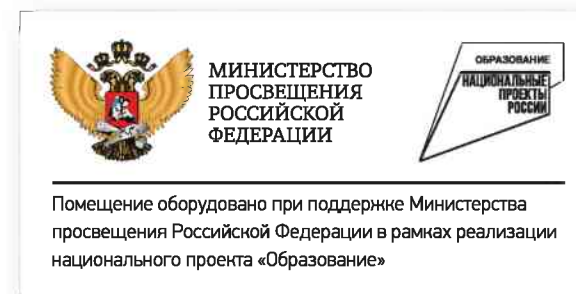 МИНИСТЕРСТВО
ПРОСВЕЩЕНИЯ
РОССИЙСКОЙ
ФЕДЕРАЦИИ
ОБРАЗОВАНИЕ
НАЦИОНАЛЬНЫЕ
ПРОЕКТЫ
РОССИИ
Помещение оборудовано при поддержке Министерства
просвещения Российской Федерации в рамках реализации
национального проекта «Образование»